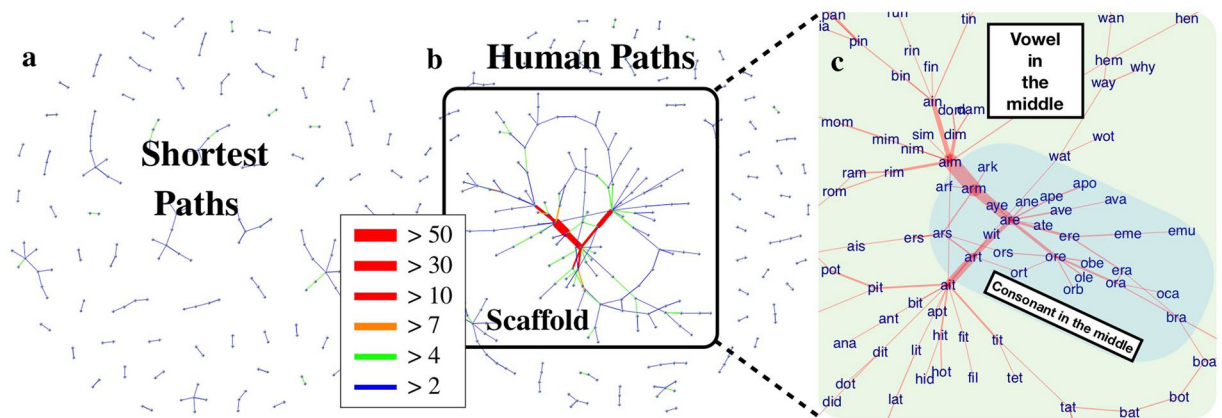 a
Shortest
Paths
b
Human Paths
Scaffold
> 50
> 30
> 10
> 7
> 4
> 2
c
Vowel
in
the
middle
Consonant in the middle
pan
run
tin
wan
hen
ia
pin
rin
hem
why
bin
fin
way
ain
dom
dam
mom
sim
dim
wot
mim
nim
aim
wat
ram
rim
ark
rom
arf
arm
ape
apo
aye
ane
ave
ava
are
ate
ers
ars
wit
ere
eme
emu
ais
art
ors
ore
obe
era
pot
ort
ole
ora
oca
pit
ait
orb
bra
bit
apt
ant
ana
dit
lit
hit
fit
tit
boa
dot
hid
hot
fil
tet
bot
did
lat
tat
bat